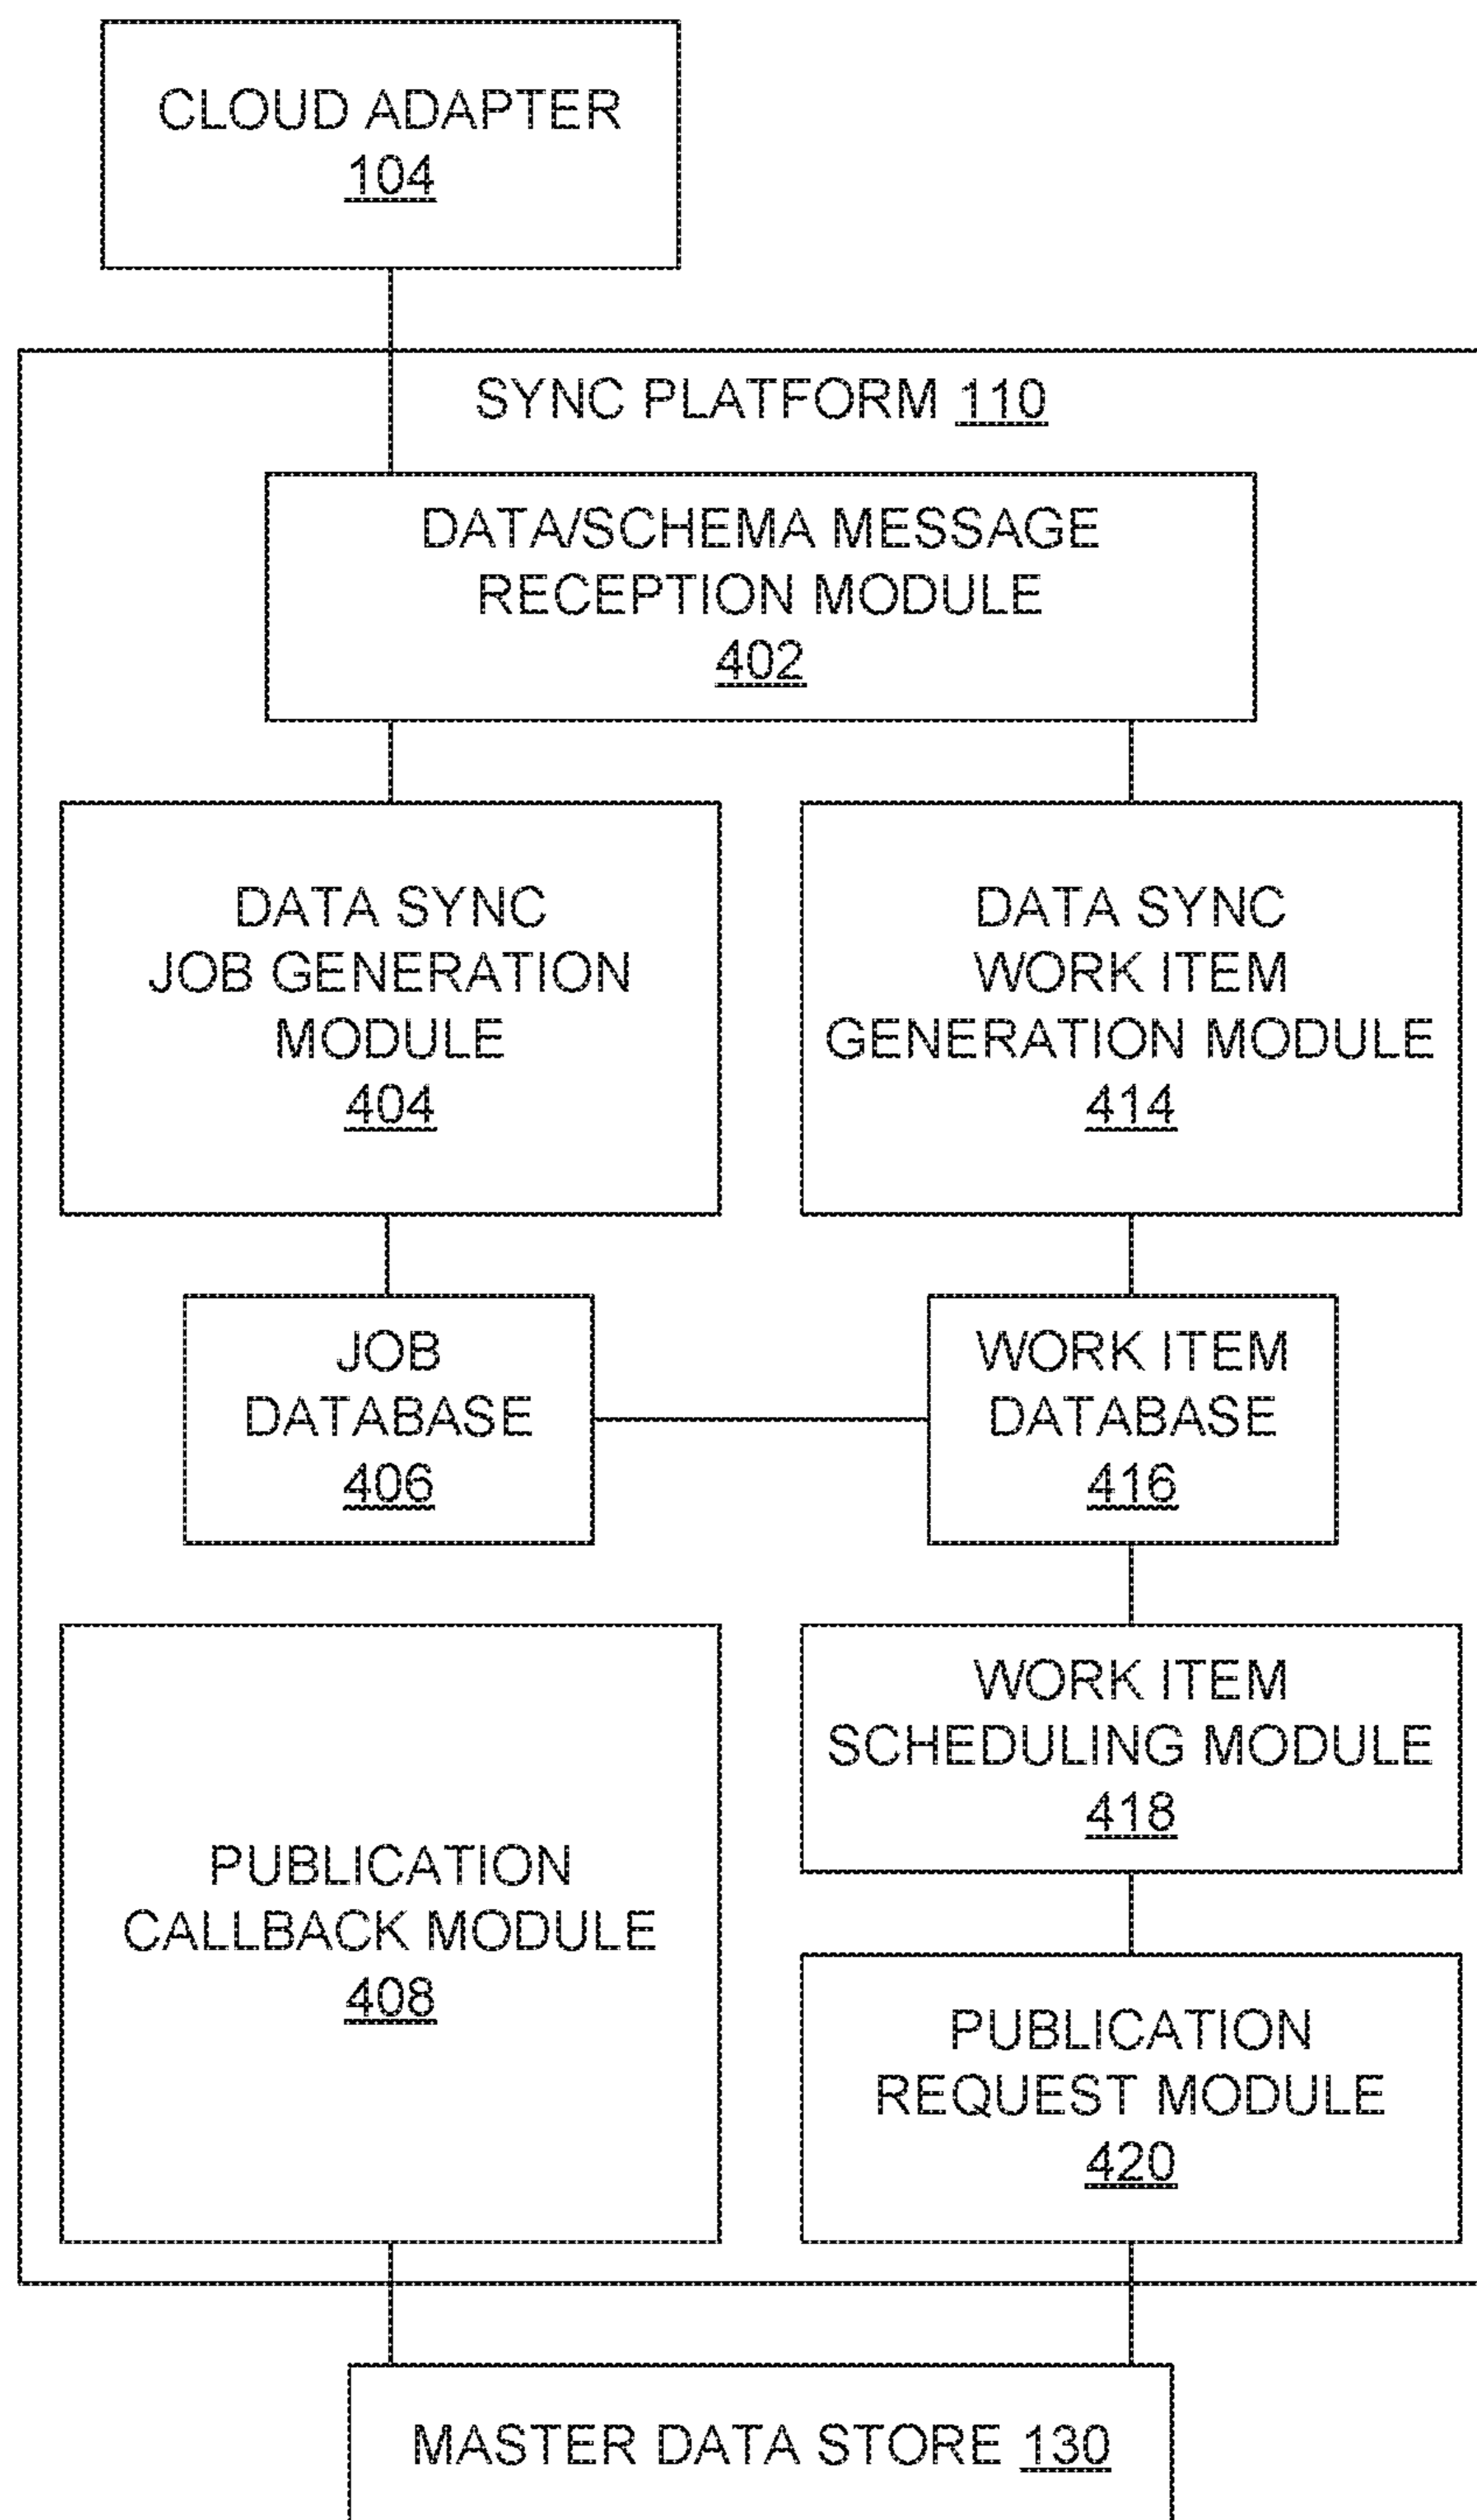 CLOUD ADAPTER
104
SYNC PLATFORM 110
DATA/SCHEMA MESSAGE
RECEPTION MODULE
402
DATA SYNC
JOB GENERATION
MODULE
404
DATA SYNC
WORK ITEM
GENERATION MODULE
414
JOB
DATABASE
406
WORK ITEM
DATABASE
416
PUBLICATION
CALLBACK MODULE
408
WORK ITEM
SCHEDULING MODULE
418
PUBLICATION
REQUEST MODULE
420
MASTER DATA STORE 130